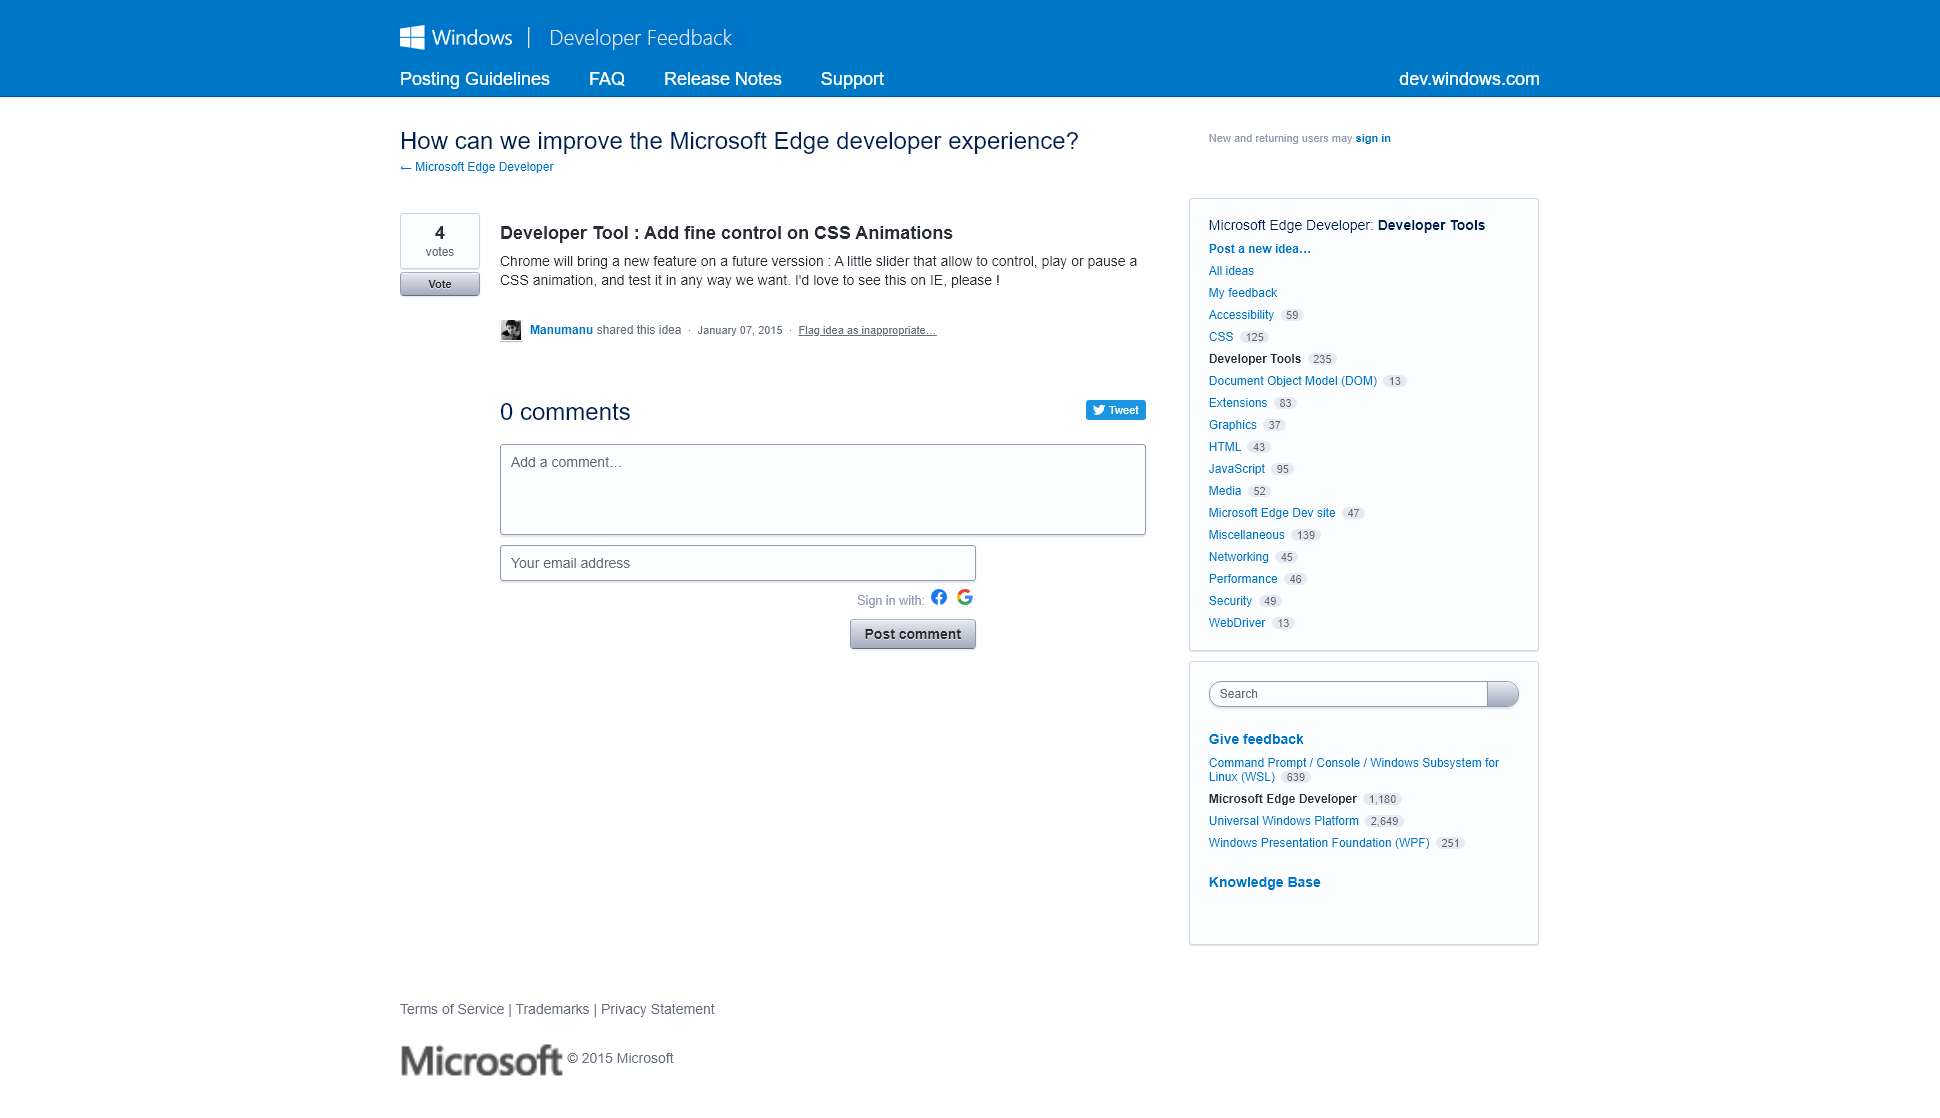 Windows | Developer Feedback
Posting Guidelines FAQ Release Notes Support dev.windows.com
How can we improve the Microsoft Edge developer experience?
← Microsoft Edge Developer
New and returning users may sign in
4
votes
Vote
Developer Tool : Add fine control on CSS Animations
Chrome will bring a new feature on a future verssion : A little slider that allow to control, play or pause a
CSS animation, and test it in any way we want. I'd love to see this on IE, please !
Manumanu shared this idea · January 07, 2015 · Flag idea as inappropriate…
0 comments
Tweet
Add a comment…
Your email address
Sign in with:
Post comment
Microsoft Edge Developer: Developer Tools
Post a new idea…
All ideas
My feedback
Accessibility 59
CSS 125
Developer Tools 235
Document Object Model (DOM) 13
Extensions 83
Graphics 37
HTML 43
JavaScript 95
Media 52
Microsoft Edge Dev site 47
Miscellaneous 139
Networking 45
Performance 46
Security 49
WebDriver 13
Search
Give feedback
Command Prompt / Console / Windows Subsystem for
Linux (WSL) 639
Microsoft Edge Developer 1,180
Universal Windows Platform 2,649
Windows Presentation Foundation (WPF) 251
Knowledge Base
Terms of Service | Trademarks | Privacy Statement
Microsoft © 2015 Microsoft